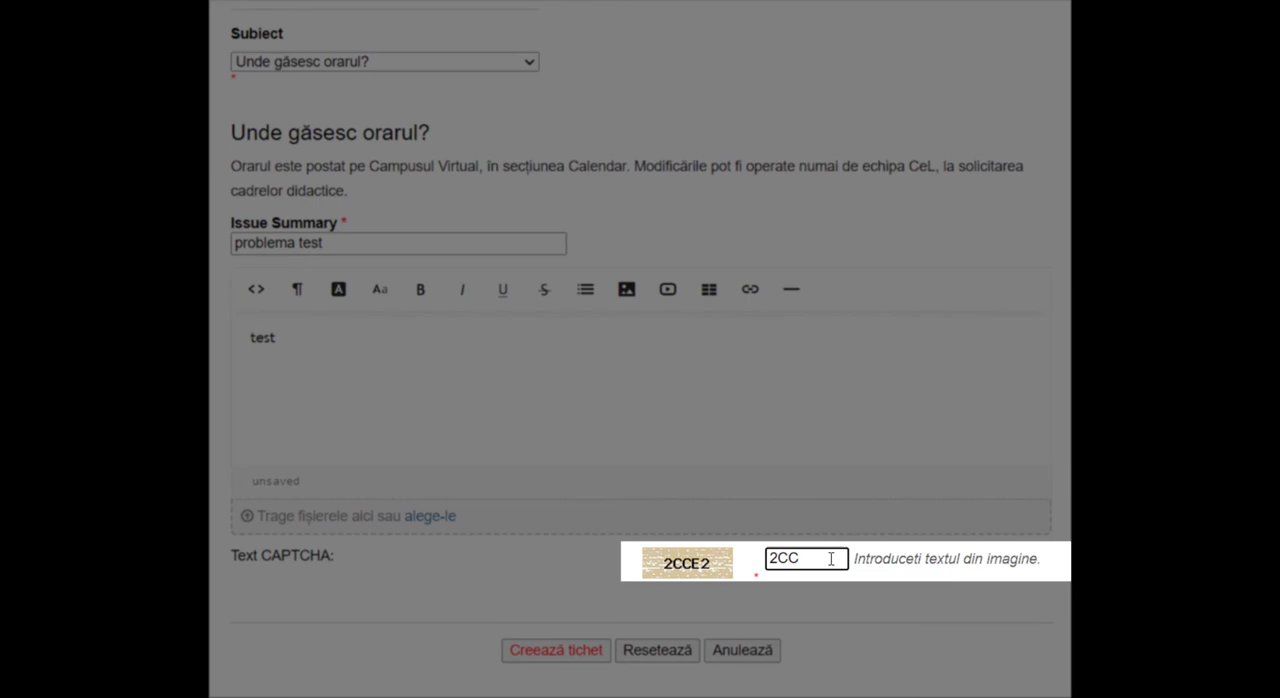 Subiect
Unde găsesc orarul?
*
Unde găsesc orarul?
Orarul este postat pe Campusul Virtual, în secțiunea Calendar. Modificările pot fi operate numai de echipa CeL, la solicitarea
cadrelor didactice.
Issue Summary *
problema test
<> ¶ A Aa B I U S
test
unsaved
Trage fișierele aici sau alege-le
Text CAPTCHA:
2CCE2
* 2CC Introduceti textul din imagine.
Creează tichet Resetează Anulează